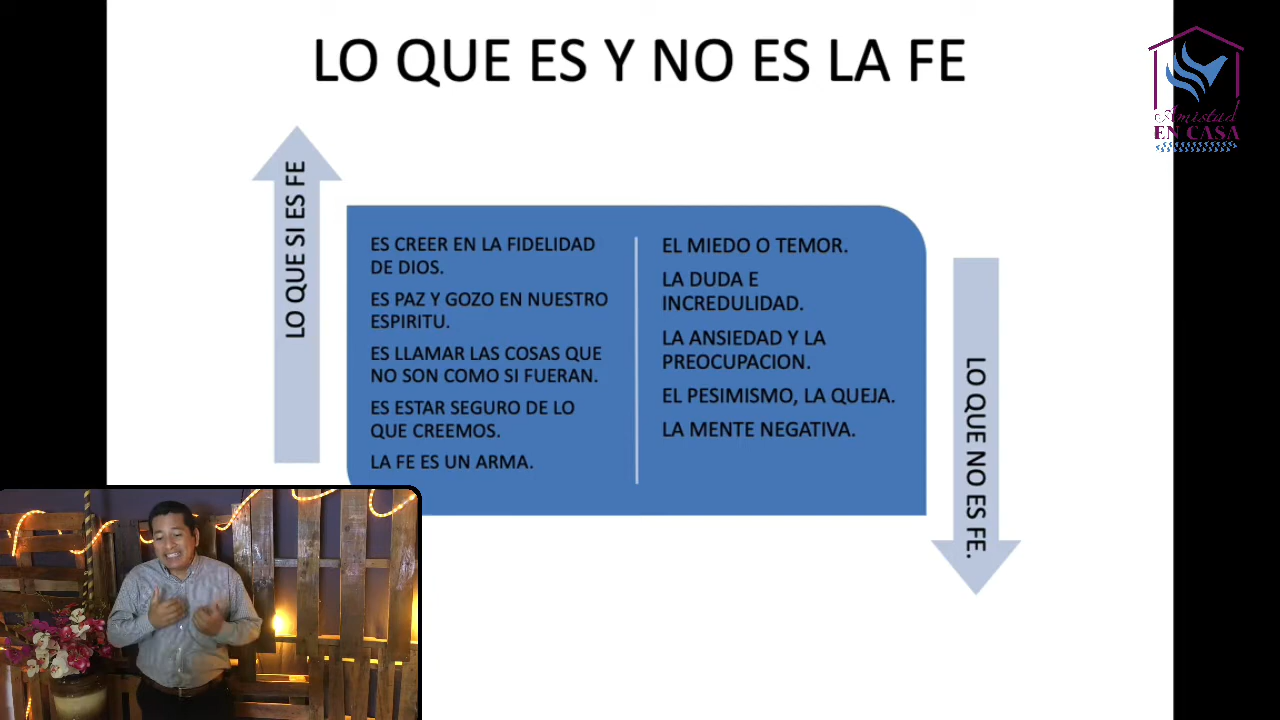 LO QUE ES Y NO ES LA FE
Amistad
EN CASA
LO QUE SI ES FE
ES CREER EN LA FIDELIDAD
DE DIOS.
ES PAZ Y GOZO EN NUESTRO
ESPIRITU.
ES LLAMAR LAS COSAS QUE
NO SON COMO SI FUERAN.
ES ESTAR SEGURO DE LO
QUE CREEMOS.
LA FE ES UN ARMA.
EL MIEDO O TEMOR.
LA DUDA E
INCREDULIDAD.
LA ANSIEDAD Y LA
PREOCUPACION.
EL PESIMISMO, LA QUEJA.
LA MENTE NEGATIVA.
LO QUE NO ES FE.